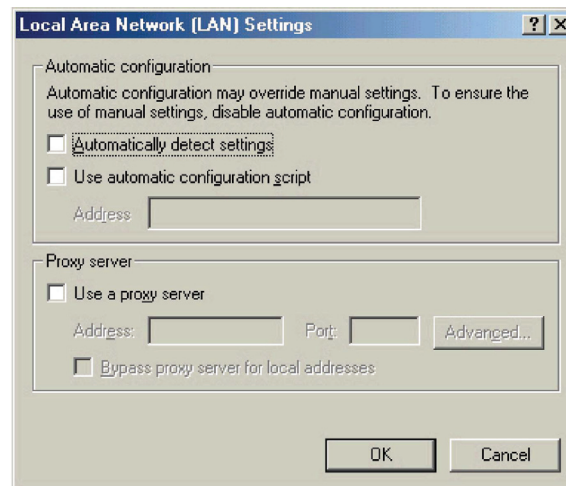 Local Area Network (LAN) Settings
Automatic configuration
Automatic configuration may override manual settings. To ensure the
use of manual settings, disable automatic configuration.
Automatically detect settings
Use automatic configuration script
Address
Proxy server
Use a proxy server
Address: Port: Advanced...
Bypass proxy server for local addresses
OK Cancel